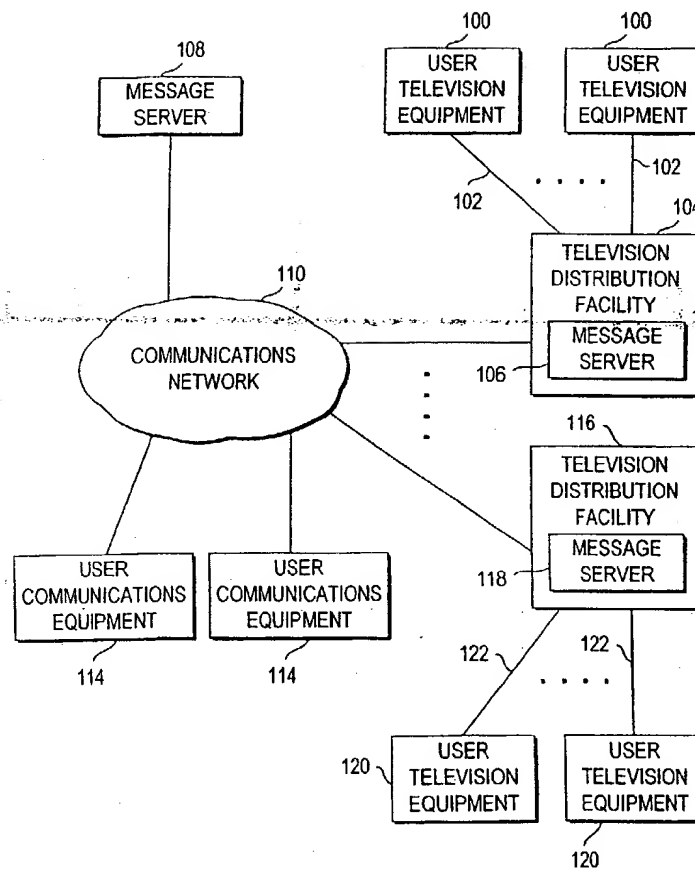 100
100
108
USER
TELEVISION
EQUIPMENT
USER
TELEVISION
EQUIPMENT
MESSAGE
SERVER
102
102
104
TELEVISION
DISTRIBUTION
FACILITY
MESSAGE
SERVER
106
110
COMMUNICATIONS
NETWORK
116
TELEVISION
DISTRIBUTION
FACILITY
MESSAGE
SERVER
118
USER
COMMUNICATIONS
EQUIPMENT
USER
COMMUNICATIONS
EQUIPMENT
114
114
122
122
120
USER
TELEVISION
EQUIPMENT
USER
TELEVISION
EQUIPMENT
120